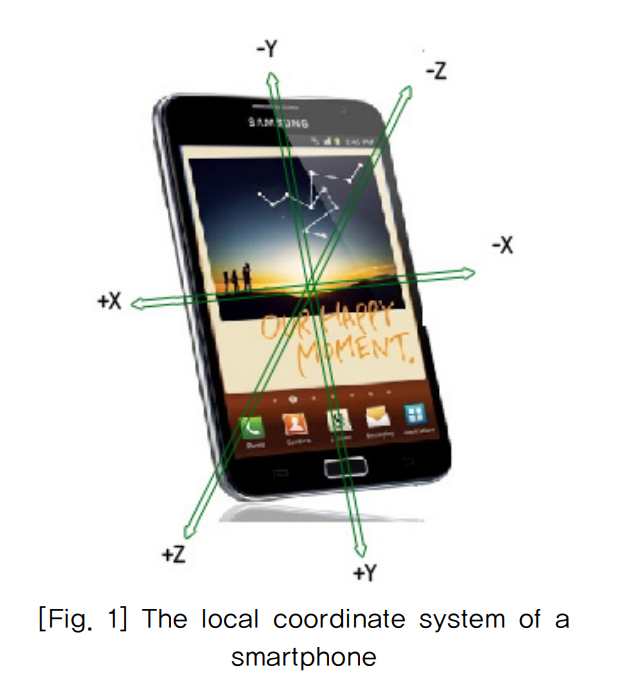 -Y
-Z
SAMSUNG
-X
+X
OUR HAPPY
MOMENT.
+Z
+Y
[Fig. 1] The local coordinate system of a
smartphone